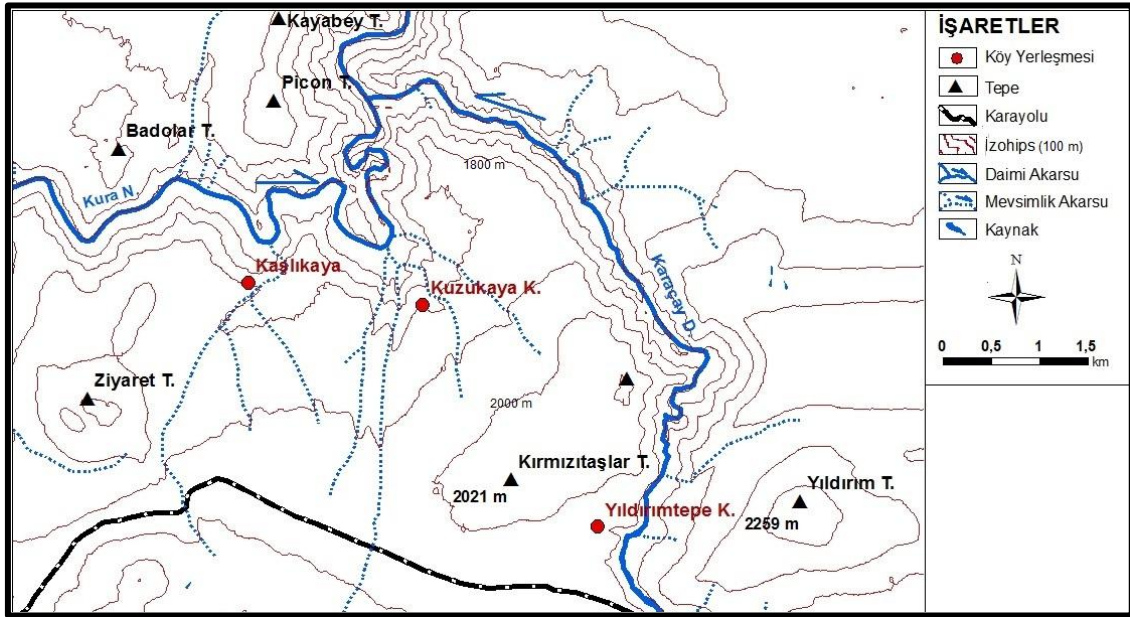 Kayabey T.
Picon T.
Badolar T.
1800 m
Kura N.
Kaşlıkaya
Karaçay D.
Kuzukaya K.
Ziyaret T.
2000 m
Kırmızıtaşlar T.
2021 m
Yıldırım T.
2259 m
Yıldırımtepe K.
İŞARETLER
Köy Yerleşmesi
Tepe
Karayolu
İzohips (100 m)
Daimi Akarsu
Mevsimlik Akarsu
Kaynak
N
0 0,5 1 1,5
km